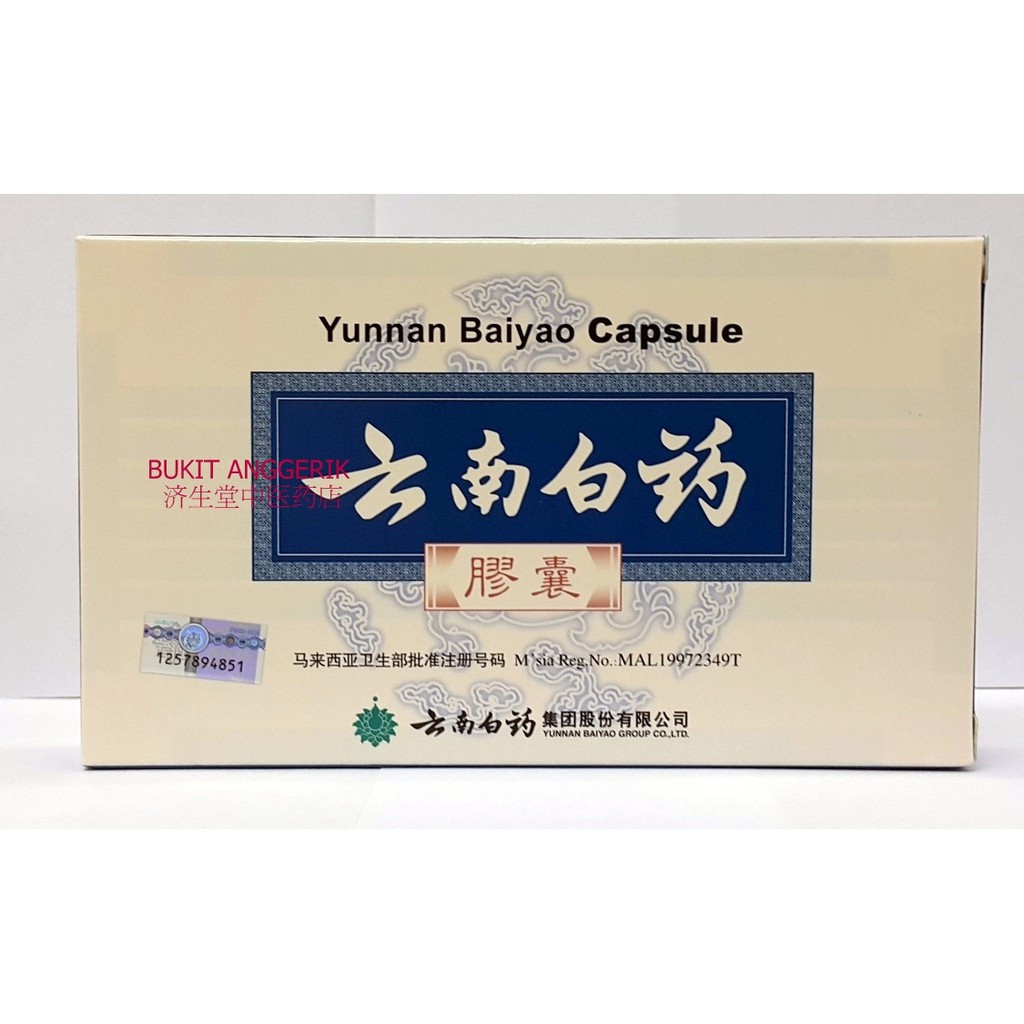 Yunnan Baiyao Capsule
云南白药
BUKIT ANGGERIK
济生堂中医药店
膠囊
1257894851
马来西亚卫生部批准注册号码 M'sia Reg.No.:MAL19972349T
云南白药 集团股份有限公司
YUNNAN BAIYAO GROUP CO.,LTD.